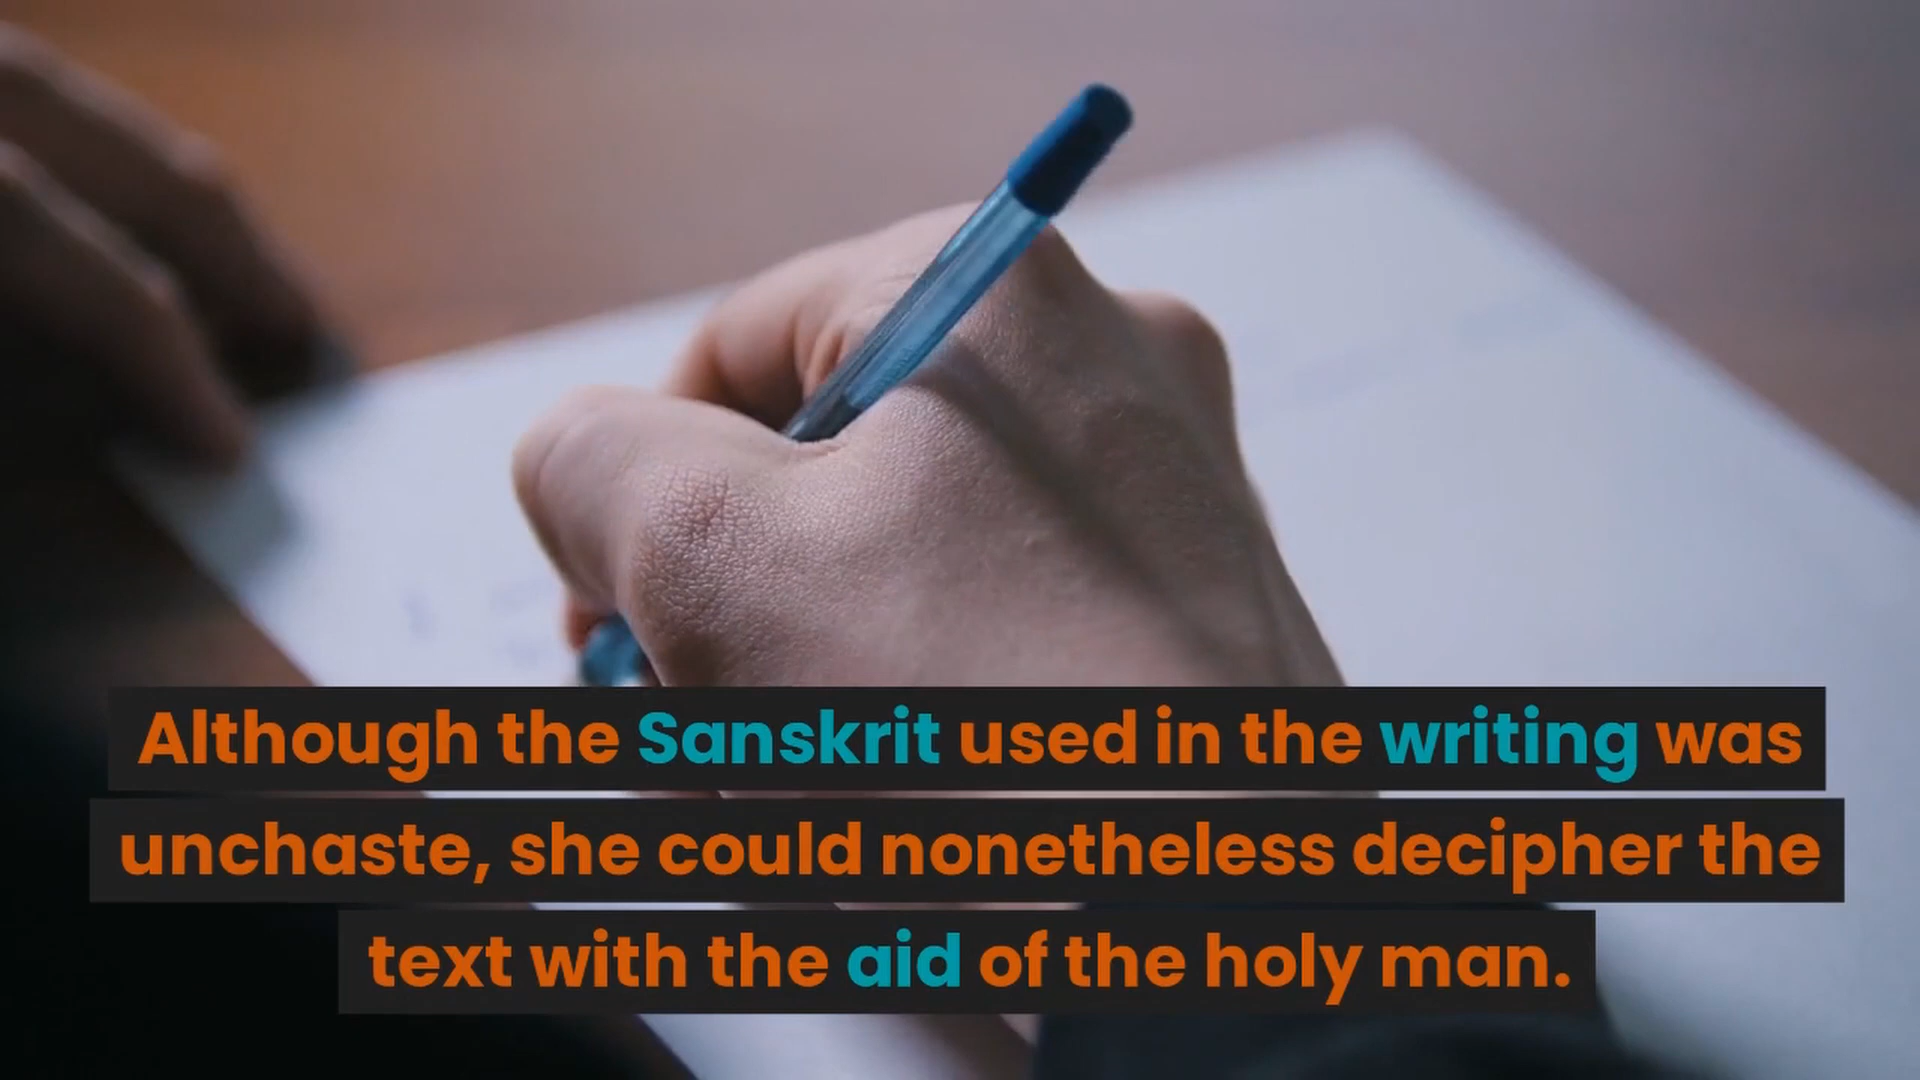 Although the Sanskrit used in the writing was
unchaste, she could nonetheless decipher the
text with the aid of the holy man.